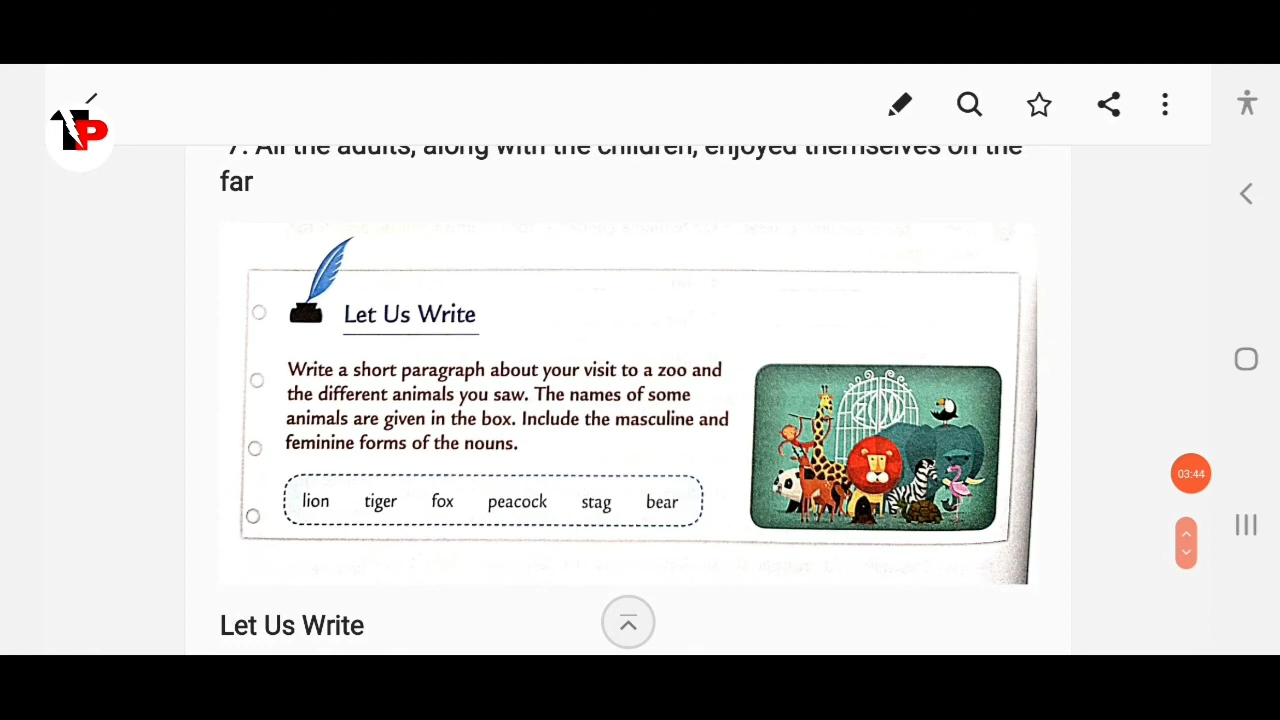 7. All the adults, along with the children, enjoyed themselves on the
far
Let Us Write
Write a short paragraph about your visit to a zoo and
the different animals you saw. The names of some
animals are given in the box. Include the masculine and
feminine forms of the nouns.
lion tiger fox peacock stag bear
ZOO
03:44
Let Us Write
TP